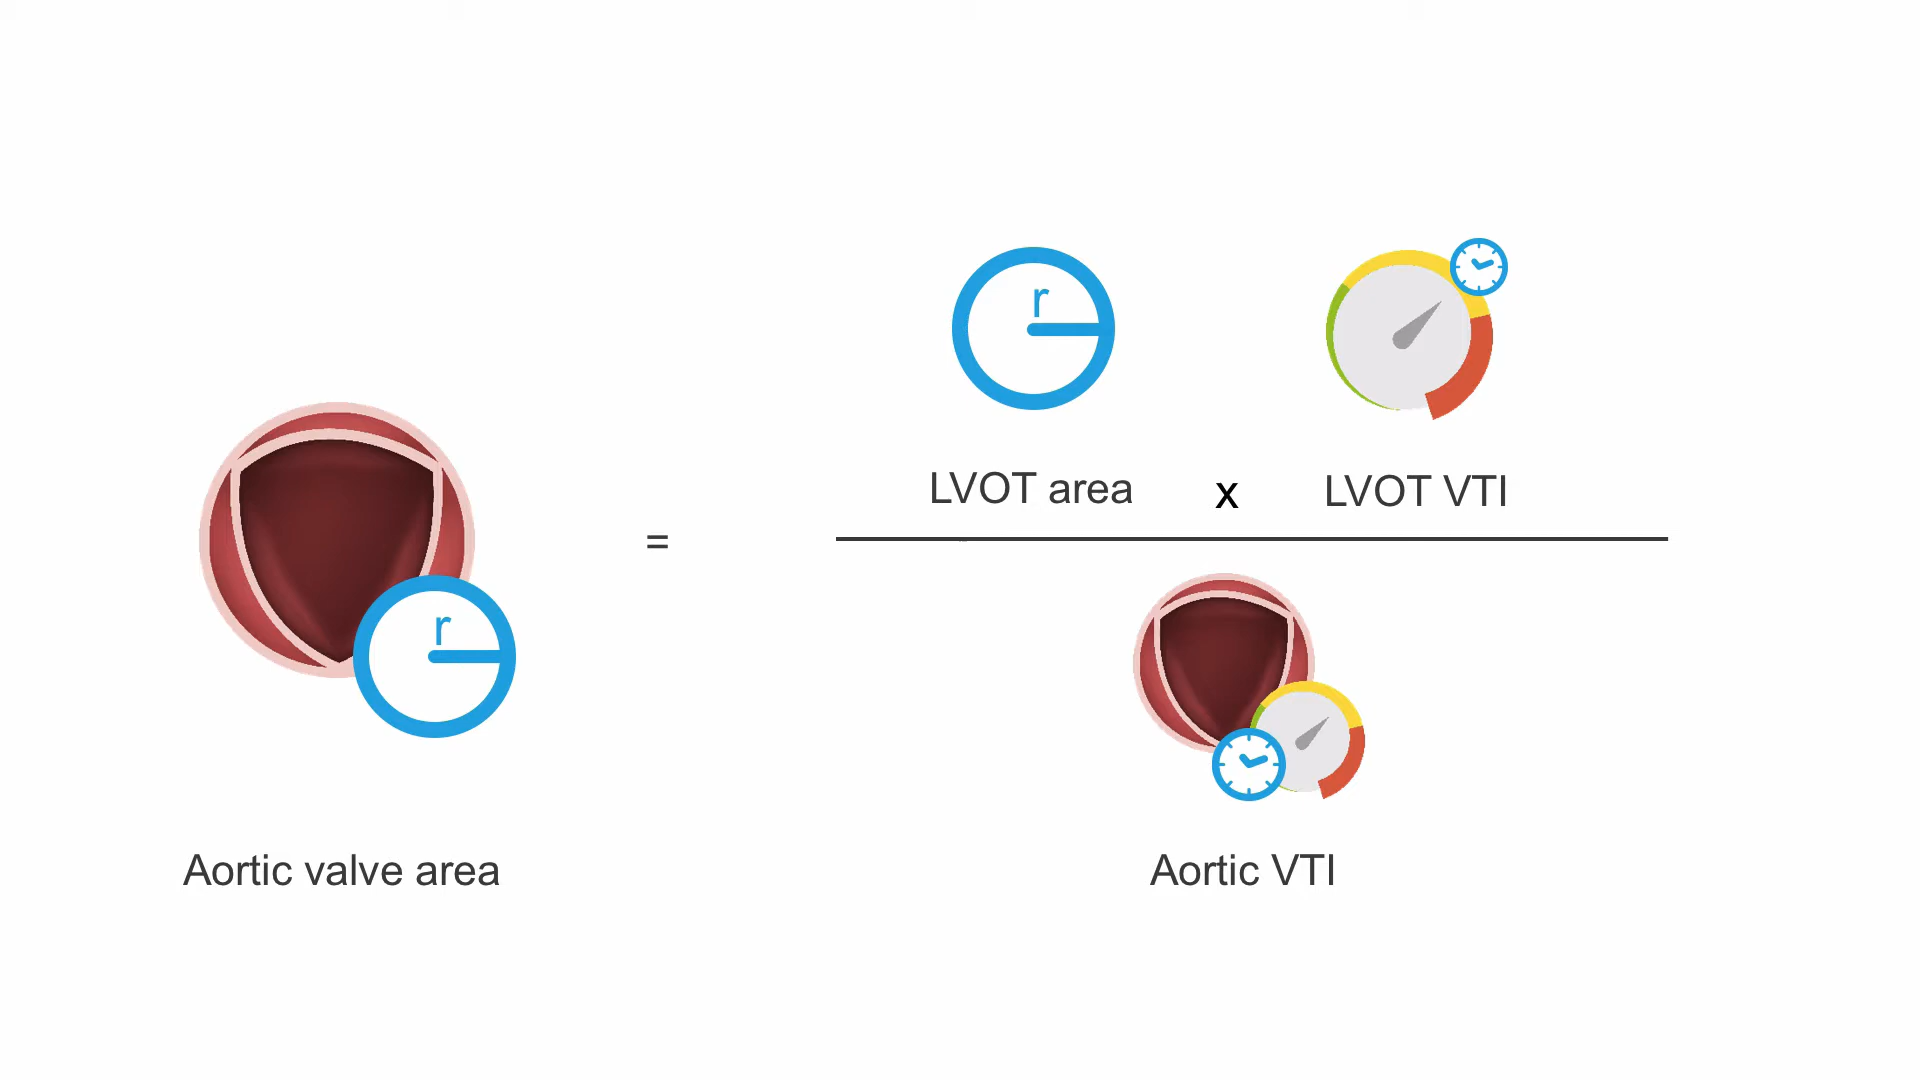 r
LVOT area x LVOT VTI
r
=
Aortic valve area
Aortic VTI